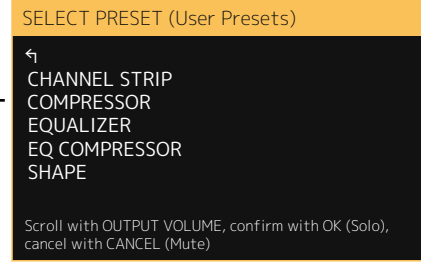 SELECT PRESET (User Presets)
CHANNEL STRIP
COMPRESSOR
EQUALIZER
EQ COMPRESSOR
SHAPE
Scroll with OUTPUT VOLUME, confirm with OK (Solo),
cancel with CANCEL (Mute)